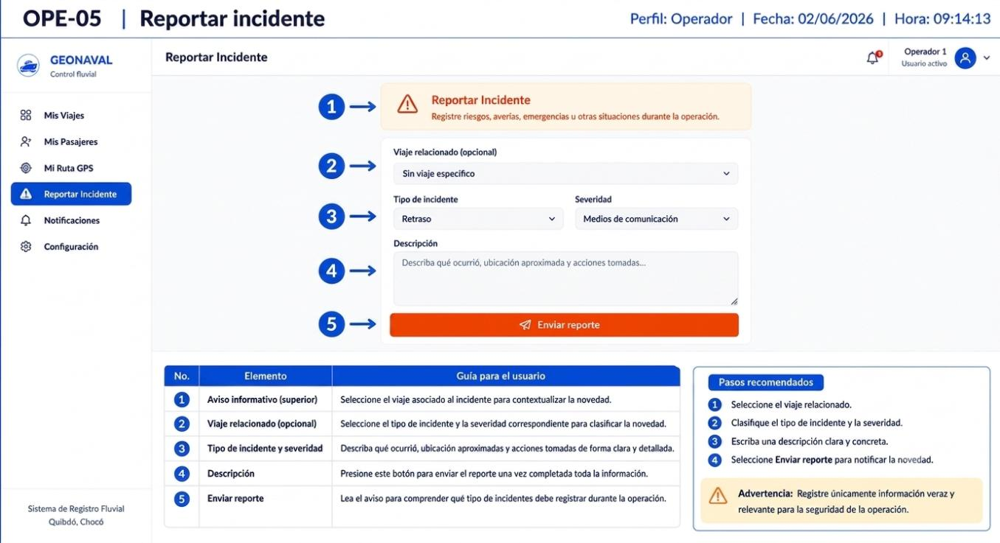 OPE-05 | Reportar incidente
Perfil: Operador | Fecha: 02/06/2026 | Hora: 09:14:13
GEONAVAL
Control fluvial
Mis Viajes
Mis Pasajeres
Mi Ruta GPS
Reportar Incidente
Notificaciones
Configuración
Sistema de Registro Fluvial
Quibdó, Chocó
Reportar Incidente
Operador 1
Usuario activo
1
Reportar Incidente
Registre riesgos, averías, emergencias u otras situaciones durante la operación.
2
Viaje relacionado (opcional)
Sin viaje especifico
3
Tipo de incidente
Retraso
Severidad
Medios de comunicación
4
Descripción
Describa qué ocurrió, ubicación aproximada y acciones tomadas...
5
Enviar reporte
No. Elemento Guía para el usuario
1 Aviso informativo (superior) Seleccione el viaje asociado al incidente para contextualizar la novedad.
2 Viaje relacionado (opcional) Seleccione el tipo de incidente y la severidad correspondiente para clasificar la novedad.
3 Tipo de incidente y severidad Describa qué ocurrió, ubicación aproximadas y acciones tomadas de forma clara y detallada.
4 Descripción Presione este botón para enviar el reporte una vez completada toda la información.
5 Enviar reporte Lea el aviso para comprender qué tipo de incidentes debe registrar durante la operación.
Pasos recomendados
1 Seleccione el viaje relacionado.
2 Clasifique el tipo de incidente y la severidad.
3 Escriba una descripción clara y concreta.
4 Seleccione Enviar reporte para notificar la novedad.
Advertencia: Registre únicamente información veraz y
relevante para la seguridad de la operación.